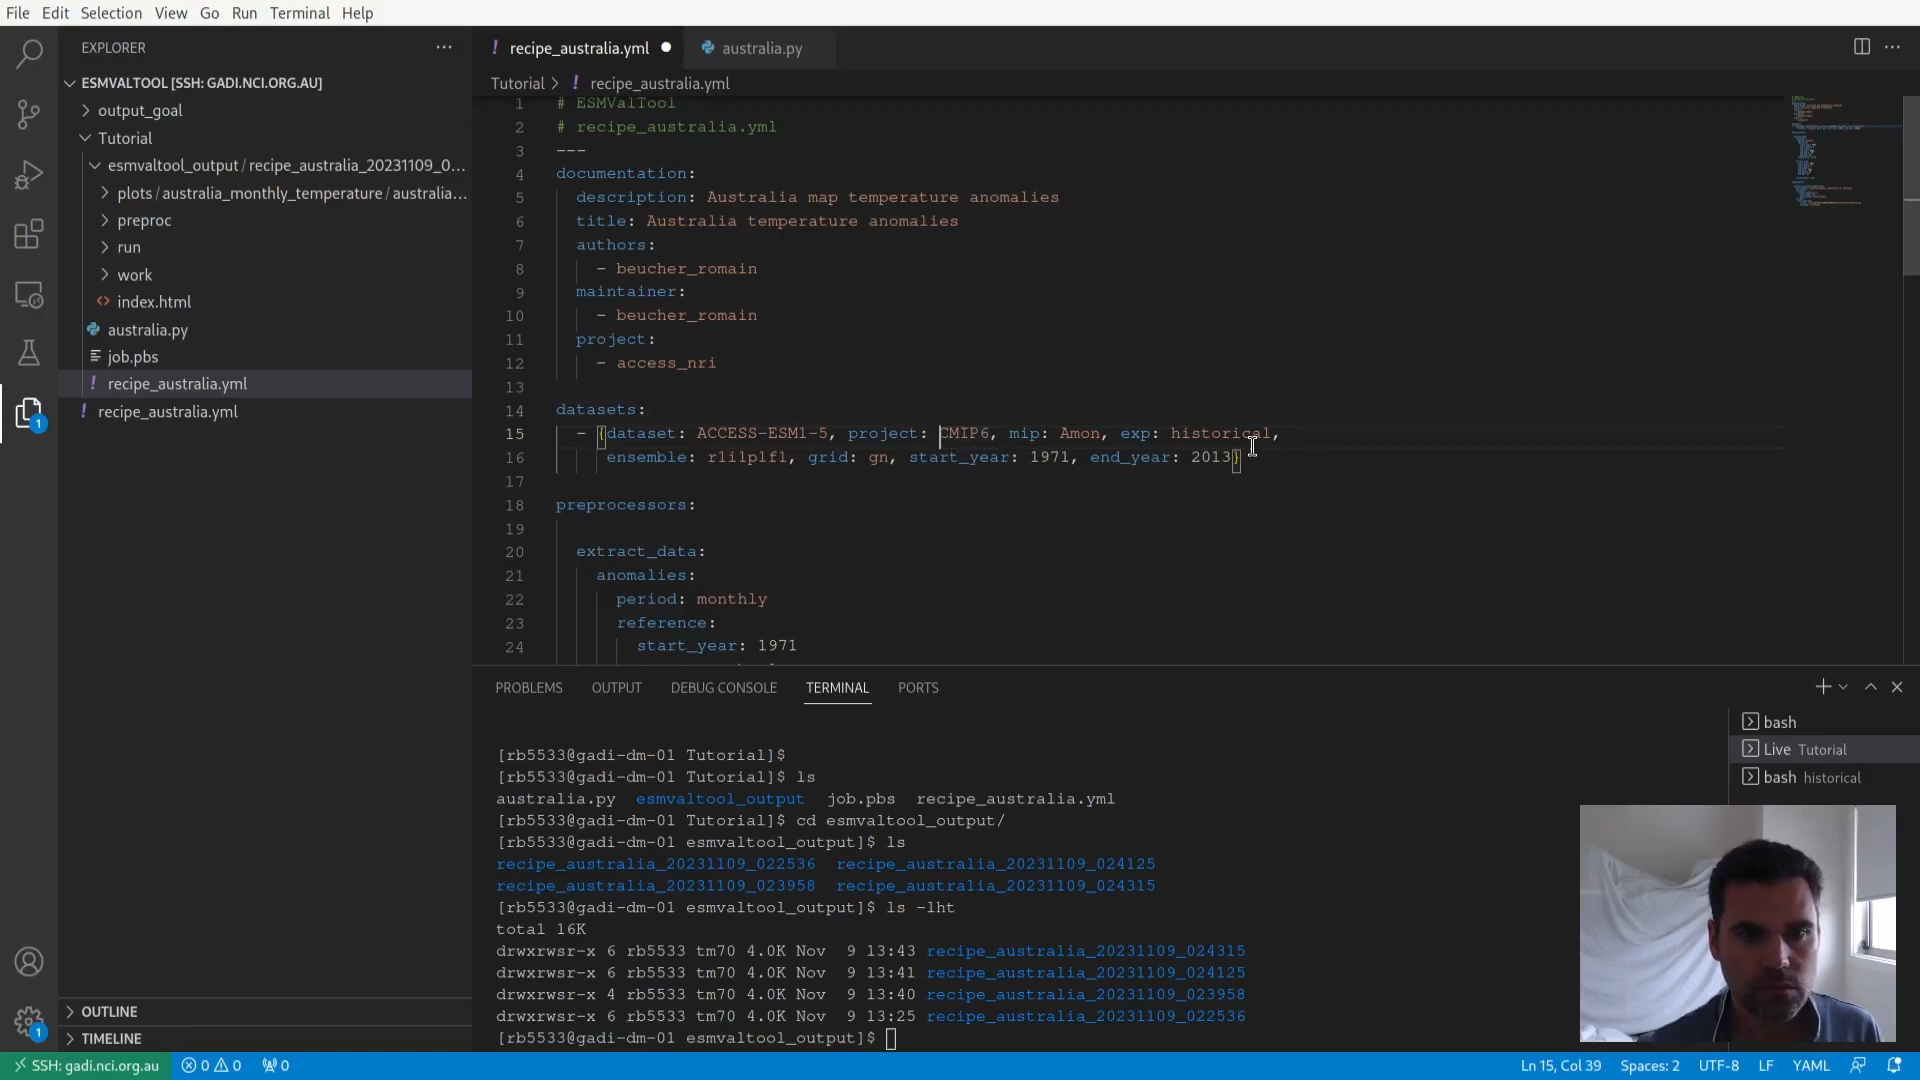 File Edit Selection View Go Run Terminal Help
EXPLORER
ESMVALTOOL [SSH: GADI.NCI.ORG.AU]
output_goal
Tutorial
esmvaltool_output/recipe_australia_20231109_0...
plots/australia_monthly_temperature/australia...
preproc
run
work
index.html
australia.py
job.pbs
recipe_australia.yml
recipe_australia.yml
OUTLINE
TIMELINE
recipe_australia.yml
australia.py
Tutorial > recipe_australia.yml
1 # ESMValTool
2 # recipe_australia.yml
3 ---
4 documentation:
5 description: Australia map temperature anomalies
6 title: Australia temperature anomalies
7 authors:
8 - beucher_romain
9 maintainer:
10 - beucher_romain
11 project:
12 - access_nri
13
14 datasets:
15 - {dataset: ACCESS-ESM1-5, project: CMIP6, mip: Amon, exp: historical,
16 ensemble: r1i1p1f1, grid: gn, start_year: 1971, end_year: 2013}
17
18 preprocessors:
19
20 extract_data:
21 anomalies:
22 period: monthly
23 reference:
24 start_year: 1971
PROBLEMS OUTPUT DEBUG CONSOLE TERMINAL PORTS
[rb5533@gadi-dm-01 Tutorial]$
[rb5533@gadi-dm-01 Tutorial]$ ls
australia.py esmvaltool_output job.pbs recipe_australia.yml
[rb5533@gadi-dm-01 Tutorial]$ cd esmvaltool_output/
[rb5533@gadi-dm-01 esmvaltool_output]$ ls
recipe_australia_20231109_022536 recipe_australia_20231109_024125
recipe_australia_20231109_023958 recipe_australia_20231109_024315
[rb5533@gadi-dm-01 esmvaltool_output]$ ls -lht
total 16K
drwxrwsr-x 6 rb5533 tm70 4.0K Nov 9 13:43 recipe_australia_20231109_024315
drwxrwsr-x 6 rb5533 tm70 4.0K Nov 9 13:41 recipe_australia_20231109_024125
drwxrwsr-x 4 rb5533 tm70 4.0K Nov 9 13:40 recipe_australia_20231109_023958
drwxrwsr-x 6 rb5533 tm70 4.0K Nov 9 13:25 recipe_australia_20231109_022536
[rb5533@gadi-dm-01 esmvaltool_output]$
bash
Live Tutorial
bash historical
1
1
SSH: gadi.nci.org.au 0 0 0 Ln 15, Col 39 Spaces: 2 UTF-8 LF YAML